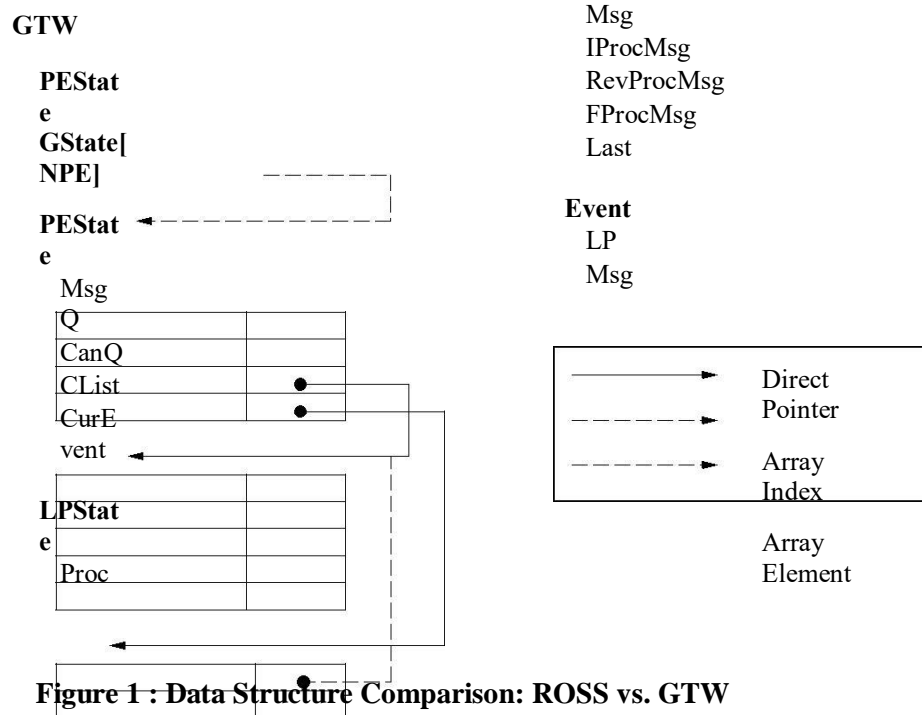 GTW
PEStat
e
GState[
NPE]
PEStat
e
Msg
Q
CanQ
CList
CurE
vent
LPStat
e
Proc
Msg
IProcMsg
RevProcMsg
FProcMsg
Last
Event
LP
Msg
Direct
Pointer
Array
Index
Array
Element
Figure 1 : Data Structure Comparison: ROSS vs. GTW